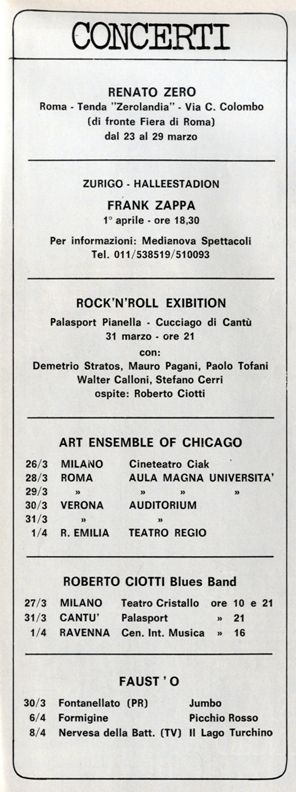 CONCERTI
RENATO ZERO
Roma - Tenda "Zerolandia" - Via C. Colombo
(di fronte Fiera di Roma)
dal 23 al 29 marzo
ZURIGO - HALLEESTADION
FRANK ZAPPA
1° aprile - ore 18,30
Per informazioni: Medianova Spettacoli
Tel. 011/538519/510093
ROCK'N'ROLL EXIBITION
Palasport Pianella - Cucciago di Cantù
31 marzo - ore 21
con:
Demetrio Stratos, Mauro Pagani, Paolo Tofani
Walter Calloni, Stefano Cerri
ospite: Roberto Ciotti
ART ENSEMBLE OF CHICAGO
26/3 MILANO Cineteatro Ciak
28/3 ROMA AULA MAGNA UNIVERSITA'
29/3 » » » »
30/3 VERONA AUDITORIUM
31/3 » »
1/4 R. EMILIA TEATRO REGIO
ROBERTO CIOTTI Blues Band
27/3 MILANO Teatro Cristallo ore 10 e 21
31/3 CANTU' Palasport » 21
1/4 RAVENNA Cen. Int. Musica » 16
FAUST'O
30/3 Fontanellato (PR) Jumbo
6/4 Formigine Picchio Rosso
8/4 Nervesa della Batt. (TV) Il Lago Turchino